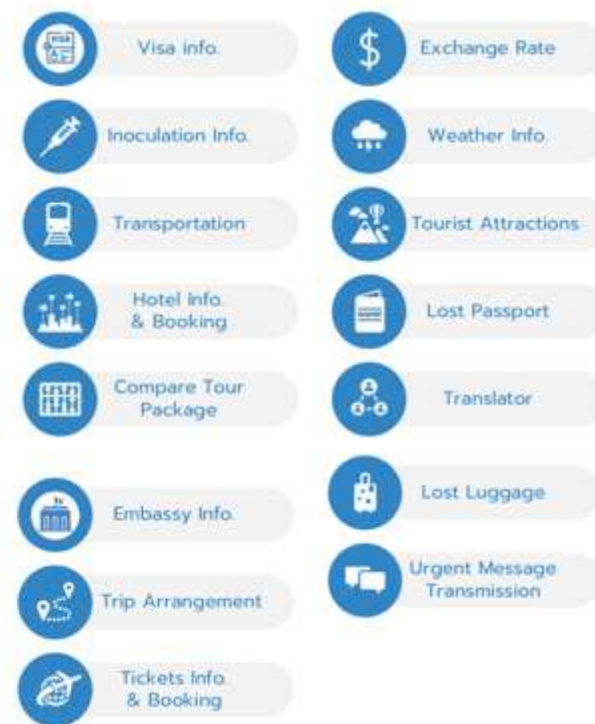 Visa info.
Inoculation Info.
Transportation
Hotel Info.
& Booking
Compare Tour
Package
Embassy Info.
Trip Arrangement
Tickets Info.
& Booking
Exchange Rate
Weather Info.
Tourist Attractions
Lost Passport
Translator
Lost Luggage
Urgent Message
Transmission